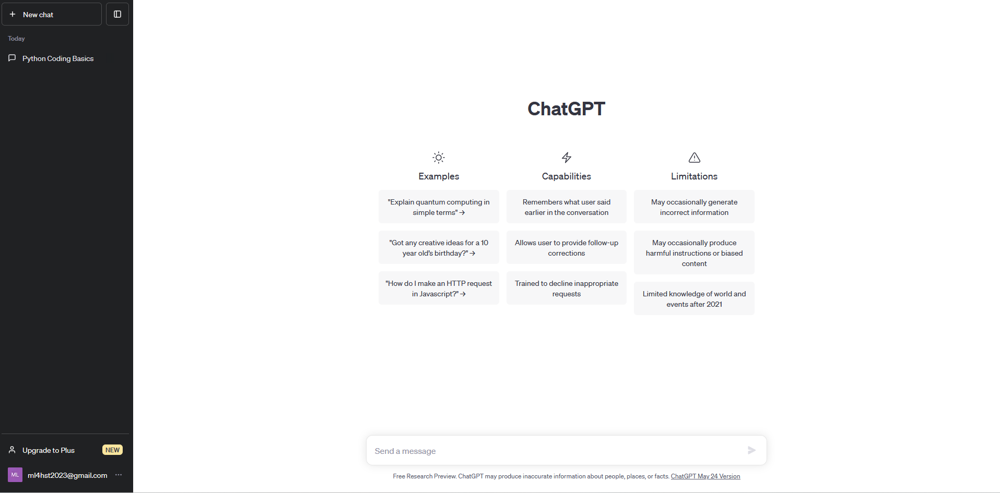 New chat
Today
Python Coding Basics
ChatGPT
Examples
"Explain quantum computing in
simple terms" →
"Got any creative ideas for a 10
year old’s birthday?" →
"How do I make an HTTP request
in Javascript?" →
Capabilities
Remembers what user said
earlier in the conversation
Allows user to provide follow-up
corrections
Trained to decline inappropriate
requests
Limitations
May occasionally generate
incorrect information
May occasionally produce
harmful instructions or biased
content
Limited knowledge of world and
events after 2021
Upgrade to Plus NEW
ML ml4hst2023@gmail.com
Send a message
Free Research Preview. ChatGPT may produce inaccurate information about people, places, or facts. ChatGPT May 24 Version